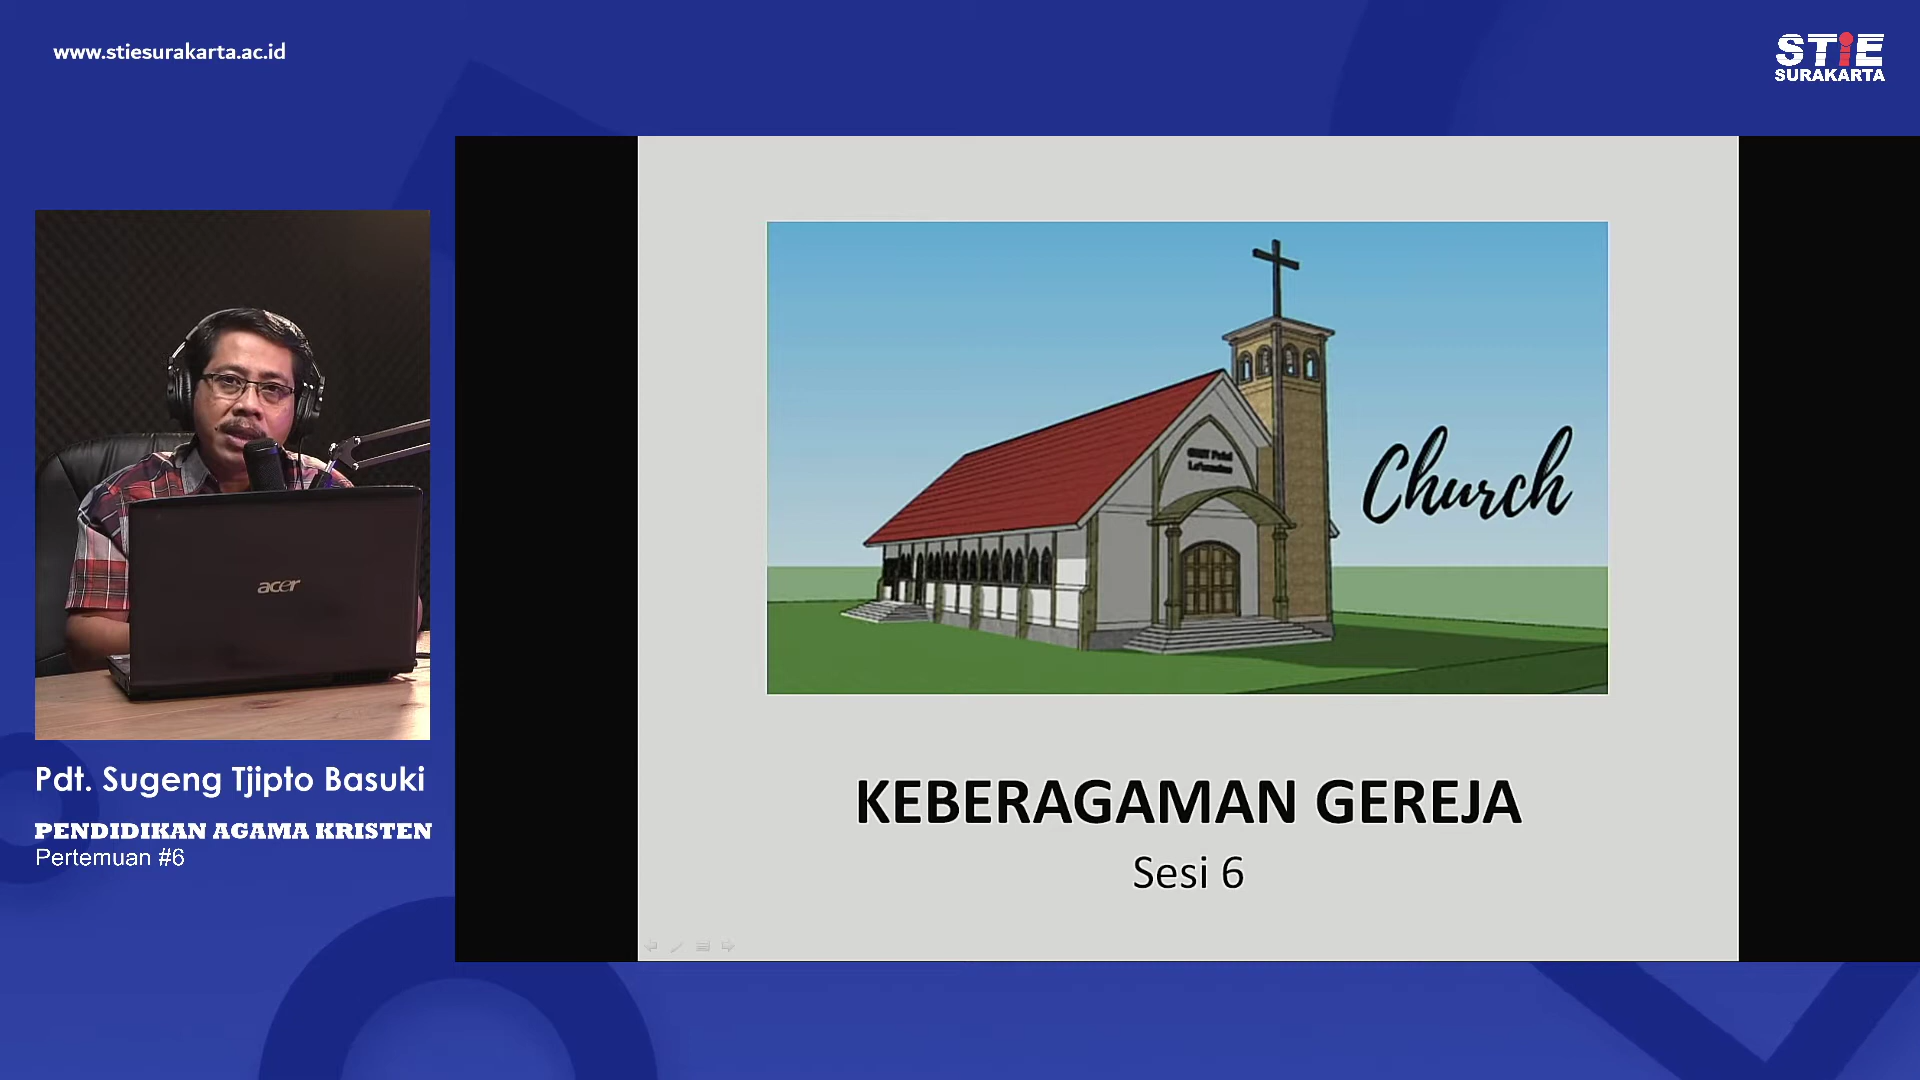 www.stiesurakarta.ac.id
STiE
SURAKARTA
acer
Church
KEBERAGAMAN GEREJA
Sesi 6
Pdt. Sugeng Tjipto Basuki
PENDIDIKAN AGAMA KRISTEN
Pertemuan #6